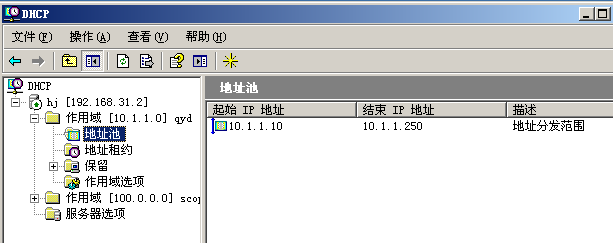 DHCP
文件(F) 操作(A) 查看(V) 帮助(H)
DHCP
hj [192.168.31.2]
作用域 [10.1.1.0] qyd
地址池
地址租约
保留
作用域选项
作用域 [100.0.0.0] scop
服务器选项
地址池
起始 IP 地址 结束 IP 地址 描述
10.1.1.10 10.1.1.250 地址分发范围